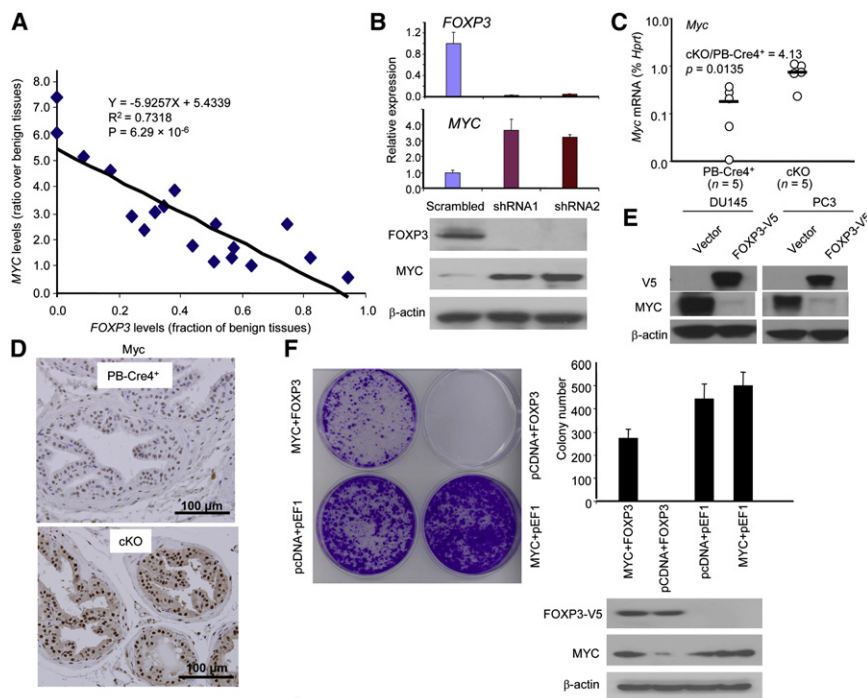 A
Y = -5.9257X + 5.4339
R² = 0.7318
P = 6.29 × 10⁻⁶
MYC levels (ratio over benign tissues)
8.0
7.0
6.0
5.0
4.0
3.0
2.0
1.0
0.0
0.0 0.2 0.4 0.6 0.8 1.0
FOXP3 levels (fraction of benign tissues)
B
FOXP3
1.2
0.8
0.4
0.0
Relative expression
MYC
5
4
3
2
1
0
Scrambled shRNA1 shRNA2
FOXP3
MYC
β-actin
C
Myc
cKO/PB-Cre4⁺ = 4.13
p = 0.0135
Myc mRNA (% Hprt)
10.0
1.0
0.1
0.0
PB-Cre4⁺ cKO
(n = 5) (n = 5)
E
DU145 PC3
Vector FOXP3-V5 Vector FOXP3-V5
V5
MYC
β-actin
D
Myc
PB-Cre4⁺
100 µm
cKO
100 µm
F
MYC+FOXP3
pCDNA+FOXP3
pcDNA+pEF1
MYC+pEF1
Colony number
600
500
400
300
200
100
0
MYC+FOXP3
pCDNA+FOXP3
pcDNA+pEF1
MYC+pEF1
FOXP3-V5
MYC
β-actin